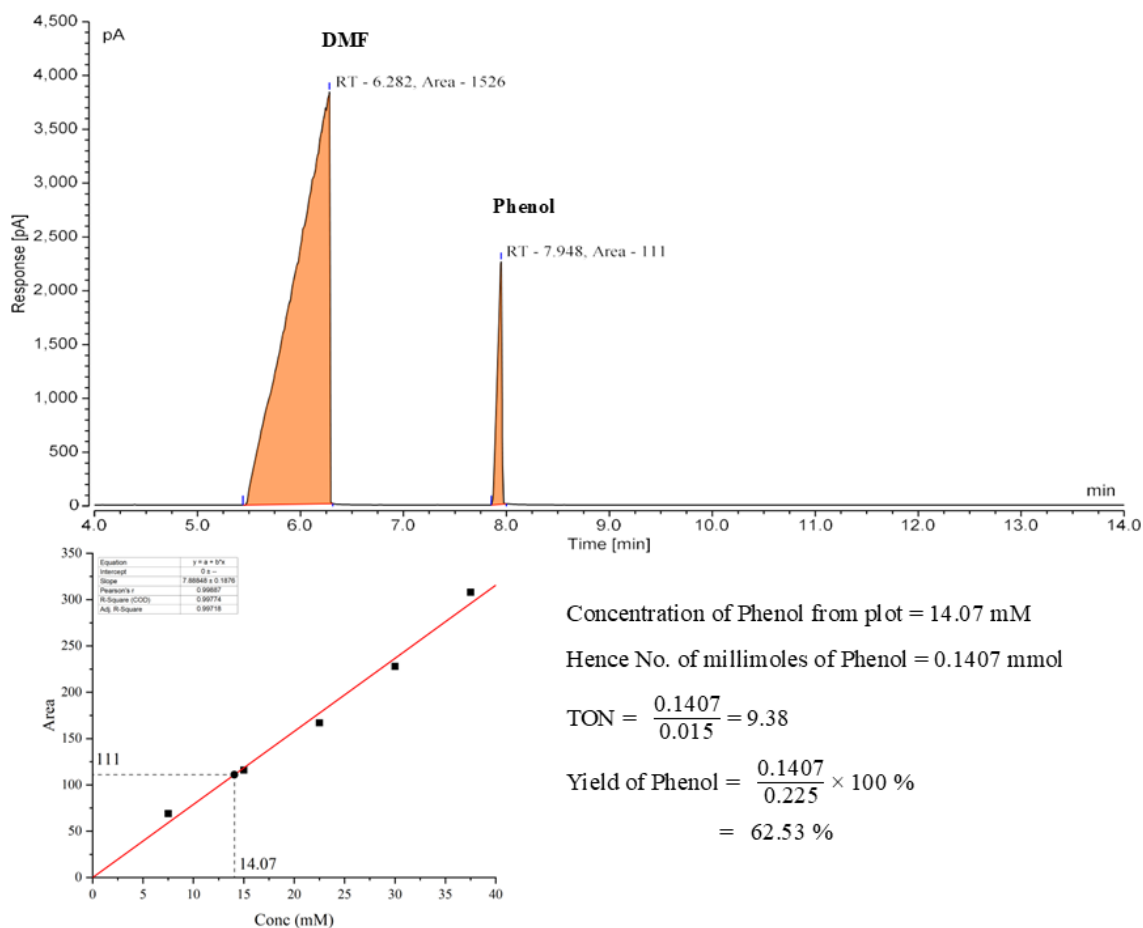 4,500
pA
DMF
4,000
RT - 6.282, Area - 1526
3,500
3,000
Phenol
2,500
RT - 7.948, Area - 111
2,000
1,500
1,000
500
0
Response [pA]
min
4.0 5.0 6.0 7.0 8.0 9.0 10.0 11.0 12.0 13.0 14.0
Time [min]
350
300
250
200
150
100
50
0
Area
Equation y = a + b*x
Intercept 0 ± --
Slope 7.88848 ± 0.1876
Pearson's r 0.99887
R-Square (COD) 0.99774
Adj. R-Square 0.99718
111
14.07
0 5 10 15 20 25 30 35 40
Conc (mM)
Concentration of Phenol from plot = 14.07 mM
Hence No. of millimoles of Phenol = 0.1407 mmol
TON = 0.1407 / 0.015 = 9.38
Yield of Phenol = 0.1407 / 0.225 × 100 %
= 62.53 %